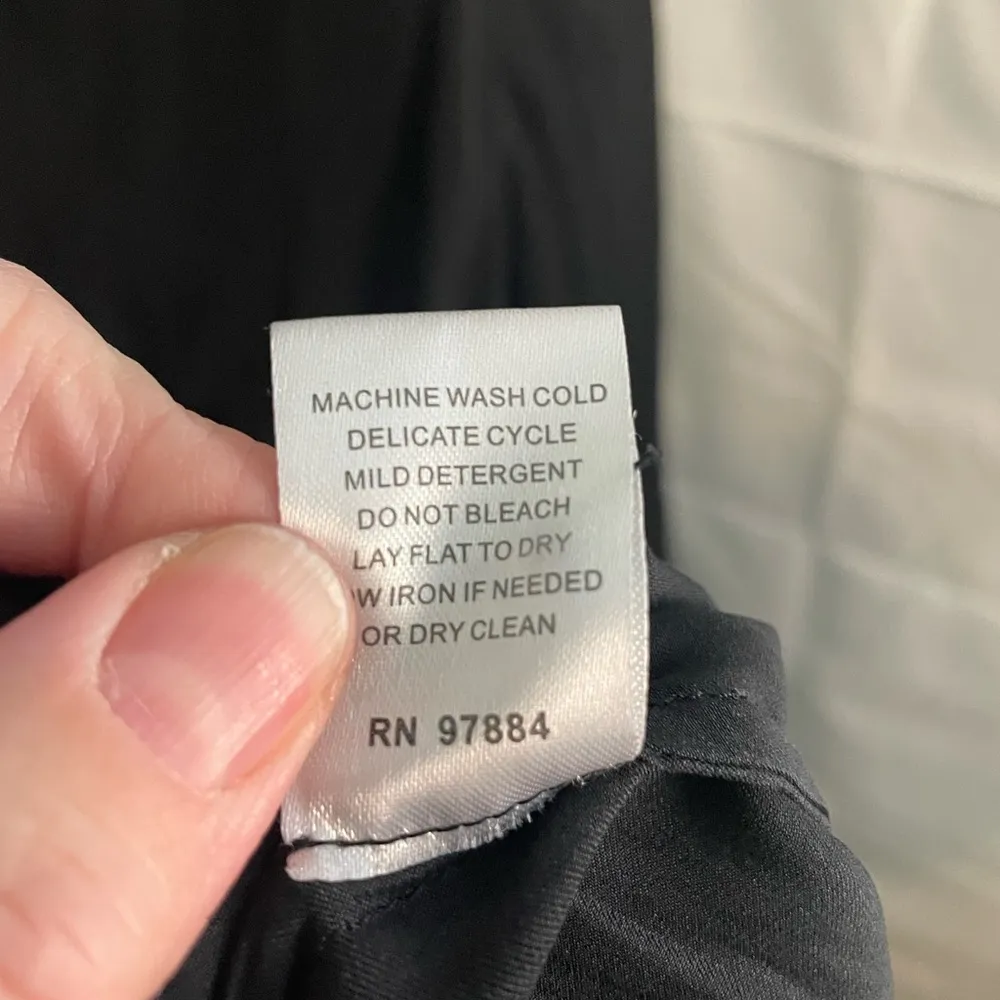 MACHINE WASH COLD
DELICATE CYCLE
MILD DETERGENT
DO NOT BLEACH
LAY FLAT TO DRY
W IRON IF NEEDED
OR DRY CLEAN
RN 97884